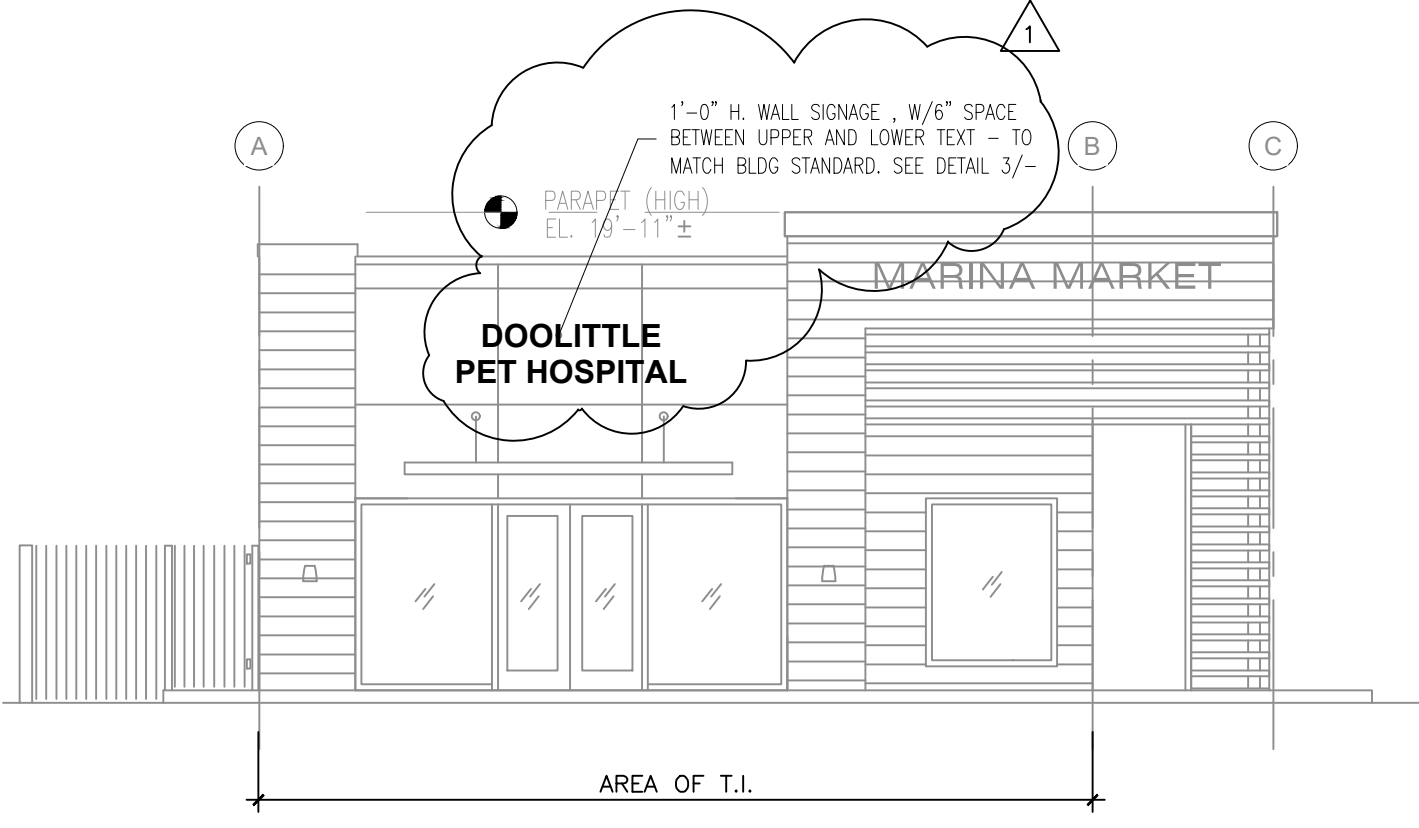 1
1'-0" H. WALL SIGNAGE , W/6" SPACE
BETWEEN UPPER AND LOWER TEXT - TO
MATCH BLDG STANDARD. SEE DETAIL 3/-
A
B
C
PARAPET (HIGH)
EL. 19'-11"±
MARINA MARKET
DOOLITTLE
PET HOSPITAL
AREA OF T.I.